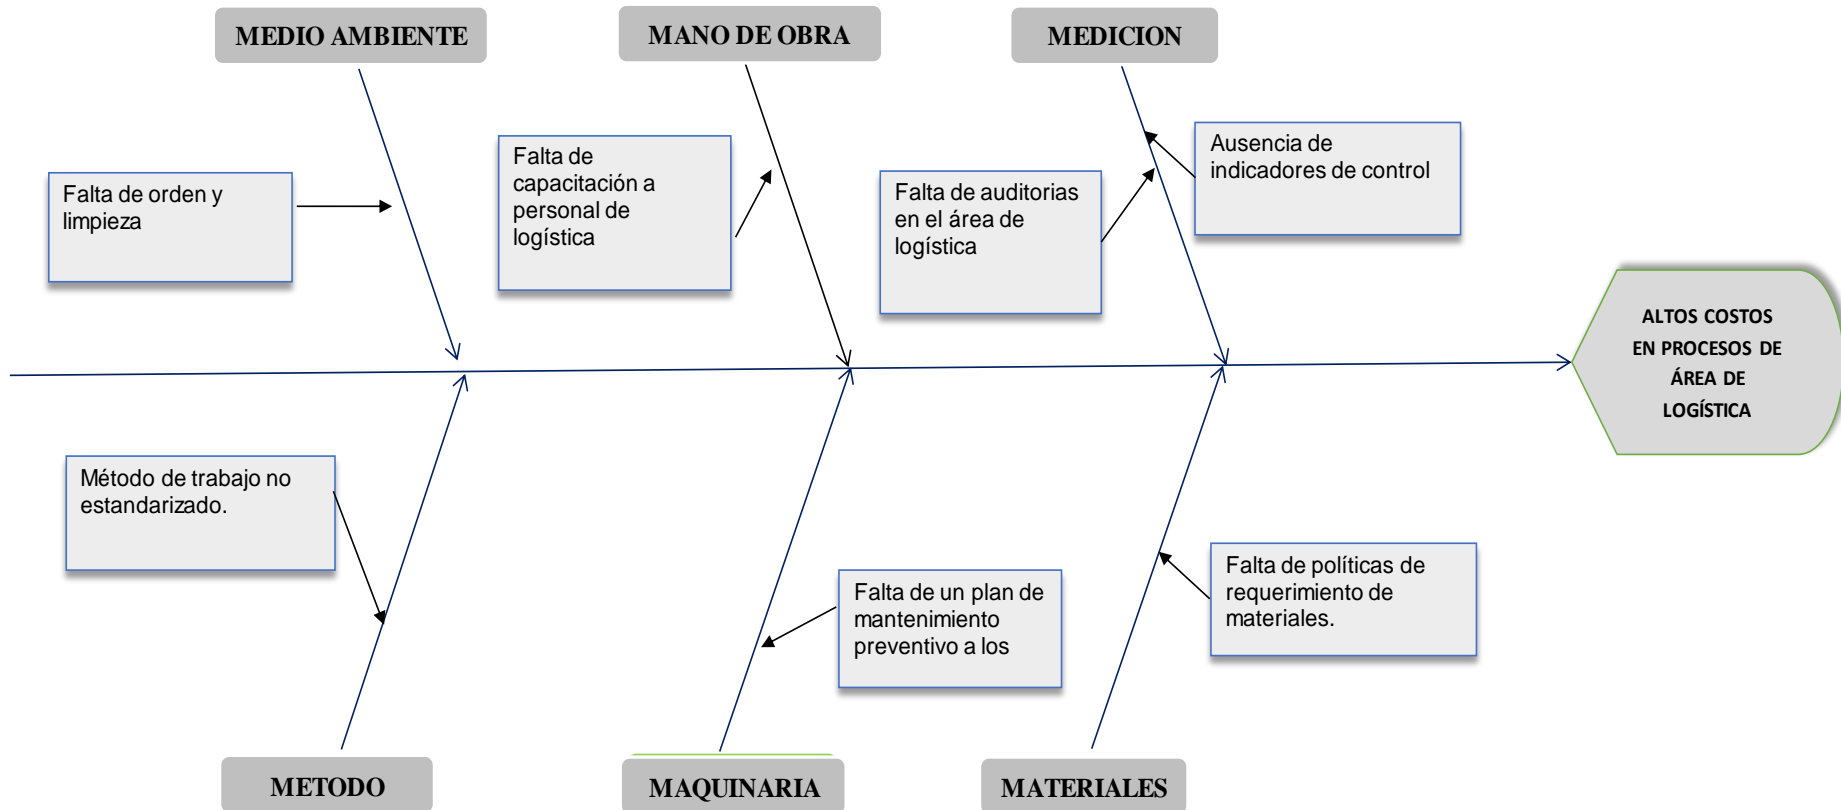 MEDIO AMBIENTE
MANO DE OBRA
MEDICION
Falta de orden y
limpieza
Falta de
capacitación a
personal de
logística
Falta de auditorias
en el área de
logística
Ausencia de
indicadores de control
ALTOS COSTOS
EN PROCESOS DE
ÁREA DE
LOGÍSTICA
Método de trabajo no
estandarizado.
Falta de un plan de
mantenimiento
preventivo a los
Falta de políticas de
requerimiento de
materiales.
METODO
MAQUINARIA
MATERIALES